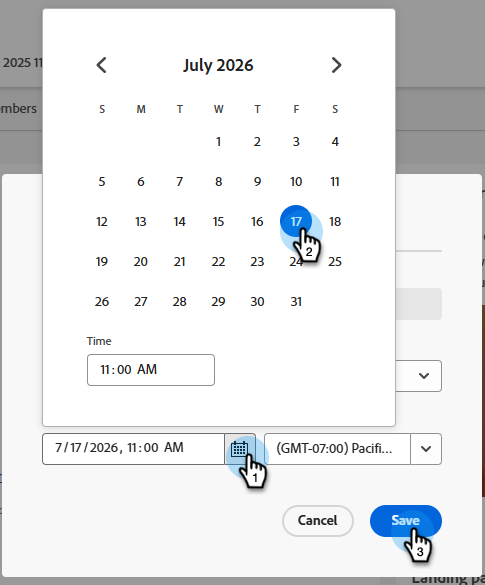 2025 11
mbers
July 2026
S M T W T F S
1 2 3 4
5 6 7 8 9 10 11
12 13 14 15 16 17 18
19 20 21 22 23 24 25
26 27 28 29 30 31
2
Time
11:00 AM
7/17/2026, 11:00 AM
(GMT-07:00) Pacifi...
1
Cancel
Save
3
Landing pa